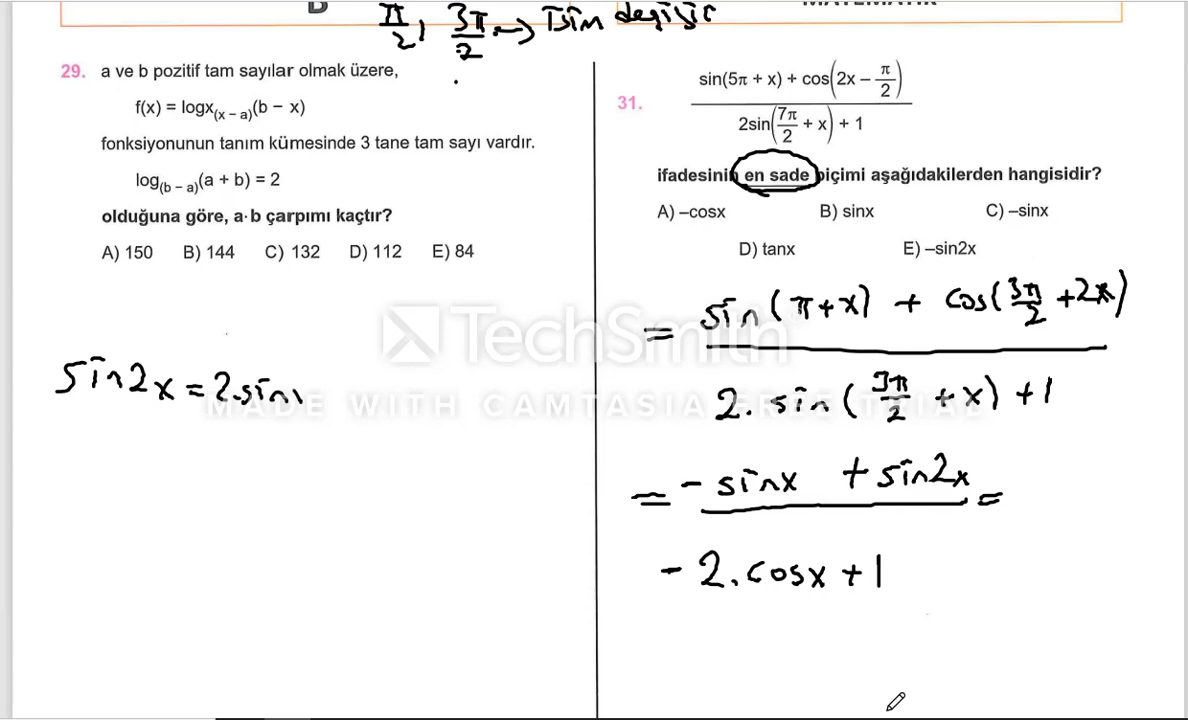 π/2, 3π/2 → İsim değişir
29. a ve b pozitif tam sayılar olmak üzere,
f(x) = logx(x – a)(b – x)
fonksiyonunun tanım kümesinde 3 tane tam sayı vardır.
log(b – a)(a + b) = 2
olduğuna göre, a·b çarpımı kaçtır?
A) 150 B) 144 C) 132 D) 112 E) 84
sin2x = 2.sin
31. sin(5π + x) + cos(2x – π/2)
2sin(7π/2 + x) + 1
ifadesinin en sade biçimi aşağıdakilerden hangisidir?
A) –cosx B) sinx C) –sinx
D) tanx E) –sin2x
= sin(π+x) + cos(3π/2 +2x)
2. sin(3π/2 +x) +1
= - sinx + sin2x =
- 2.cosx +1
TechSmith
MADE WITH CAMTASIA FREE TRIAL